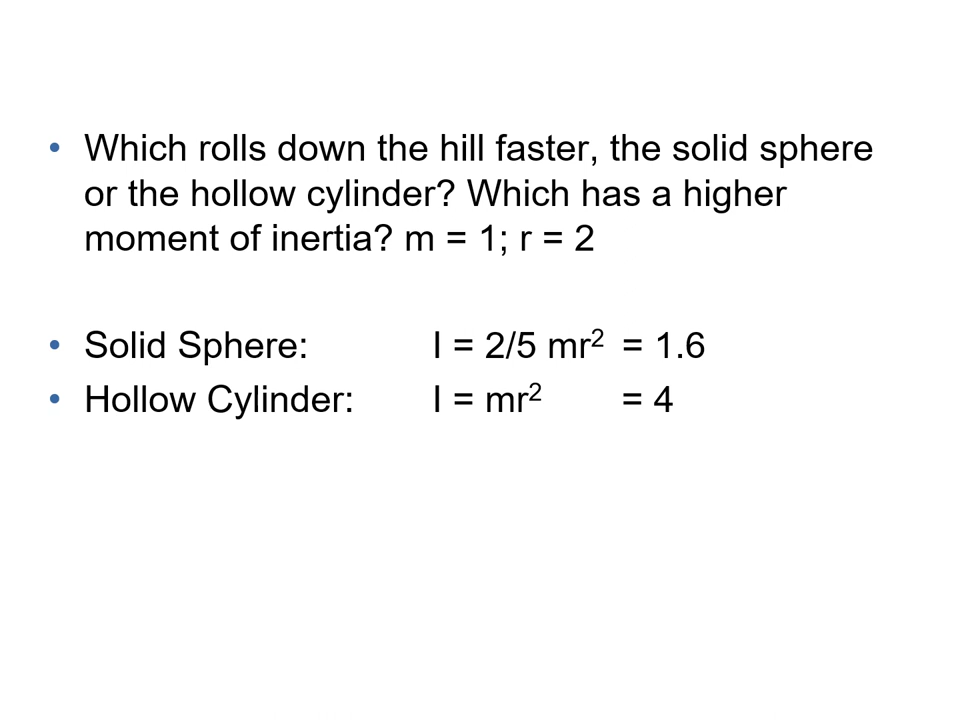 • Which rolls down the hill faster, the solid sphere
or the hollow cylinder? Which has a higher
moment of inertia? m = 1; r = 2
• Solid Sphere: I = 2/5 mr² = 1.6
• Hollow Cylinder: I = mr² = 4